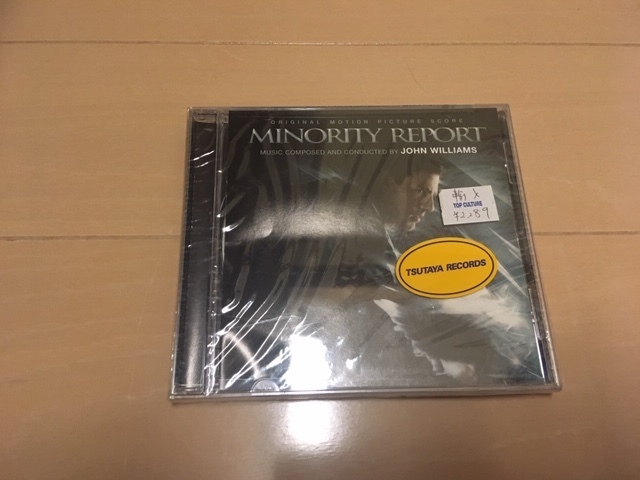 ORIGINAL MOTION PICTURE SCORE
MINORITY REPORT
MUSIC COMPOSED AND CONDUCTED BY JOHN WILLIAMS
TOP CULTURE
TSUTAYA RECORDS